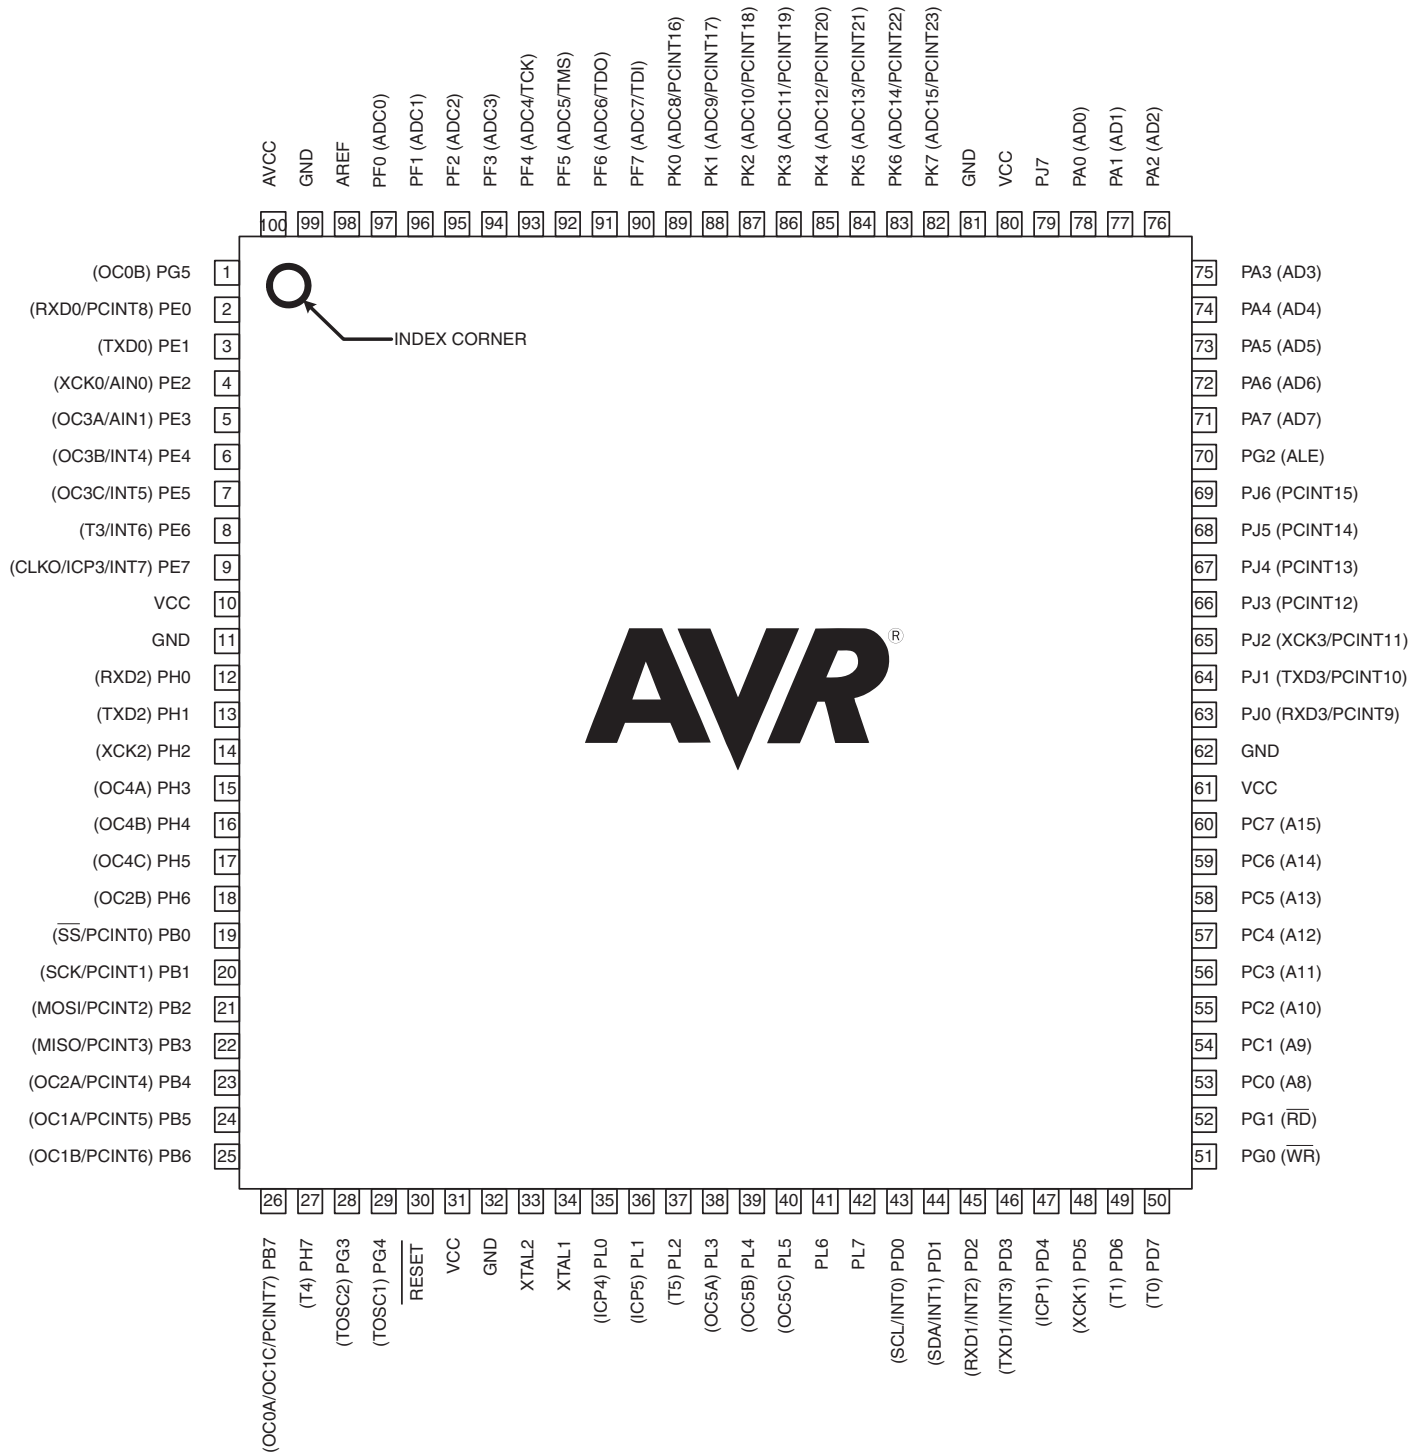 AVCC
GND
AREF
PF0 (ADC0)
PF1 (ADC1)
PF2 (ADC2)
PF3 (ADC3)
PF4 (ADC4/TCK)
PF5 (ADC5/TMS)
PF6 (ADC6/TDO)
PF7 (ADC7/TDI)
PK0 (ADC8/PCINT16)
PK1 (ADC9/PCINT17)
PK2 (ADC10/PCINT18)
PK3 (ADC11/PCINT19)
PK4 (ADC12/PCINT20)
PK5 (ADC13/PCINT21)
PK6 (ADC14/PCINT22)
PK7 (ADC15/PCINT23)
GND
VCC
PJ7
PA0 (AD0)
PA1 (AD1)
PA2 (AD2)
100 99 98 97 96 95 94 93 92 91 90 89 88 87 86 85 84 83 82 81 80 79 78 77 76
(OC0B) PG5 1
(RXD0/PCINT8) PE0 2
(TXD0) PE1 3
(XCK0/AIN0) PE2 4
(OC3A/AIN1) PE3 5
(OC3B/INT4) PE4 6
(OC3C/INT5) PE5 7
(T3/INT6) PE6 8
(CLKO/ICP3/INT7) PE7 9
VCC 10
GND 11
(RXD2) PH0 12
(TXD2) PH1 13
(XCK2) PH2 14
(OC4A) PH3 15
(OC4B) PH4 16
(OC4C) PH5 17
(OC2B) PH6 18
(S̅S̅/PCINT0) PB0 19
(SCK/PCINT1) PB1 20
(MOSI/PCINT2) PB2 21
(MISO/PCINT3) PB3 22
(OC2A/PCINT4) PB4 23
(OC1A/PCINT5) PB5 24
(OC1B/PCINT6) PB6 25
INDEX CORNER
AVR®
75 PA3 (AD3)
74 PA4 (AD4)
73 PA5 (AD5)
72 PA6 (AD6)
71 PA7 (AD7)
70 PG2 (ALE)
69 PJ6 (PCINT15)
68 PJ5 (PCINT14)
67 PJ4 (PCINT13)
66 PJ3 (PCINT12)
65 PJ2 (XCK3/PCINT11)
64 PJ1 (TXD3/PCINT10)
63 PJ0 (RXD3/PCINT9)
62 GND
61 VCC
60 PC7 (A15)
59 PC6 (A14)
58 PC5 (A13)
57 PC4 (A12)
56 PC3 (A11)
55 PC2 (A10)
54 PC1 (A9)
53 PC0 (A8)
52 PG1 (R̅D̅)
51 PG0 (W̅R̅)
26 27 28 29 30 31 32 33 34 35 36 37 38 39 40 41 42 43 44 45 46 47 48 49 50
(OC0A/OC1C/PCINT7) PB7
(T4) PH7
(TOSC2) PG3
(TOSC1) PG4
R̅E̅S̅E̅T̅
VCC
GND
XTAL2
XTAL1
(ICP4) PL0
(ICP5) PL1
(T5) PL2
(OC5A) PL3
(OC5B) PL4
(OC5C) PL5
PL6
PL7
(SCL/INT0) PD0
(SDA/INT1) PD1
(RXD1/INT2) PD2
(TXD1/INT3) PD3
(ICP1) PD4
(XCK1) PD5
(T1) PD6
(T0) PD7